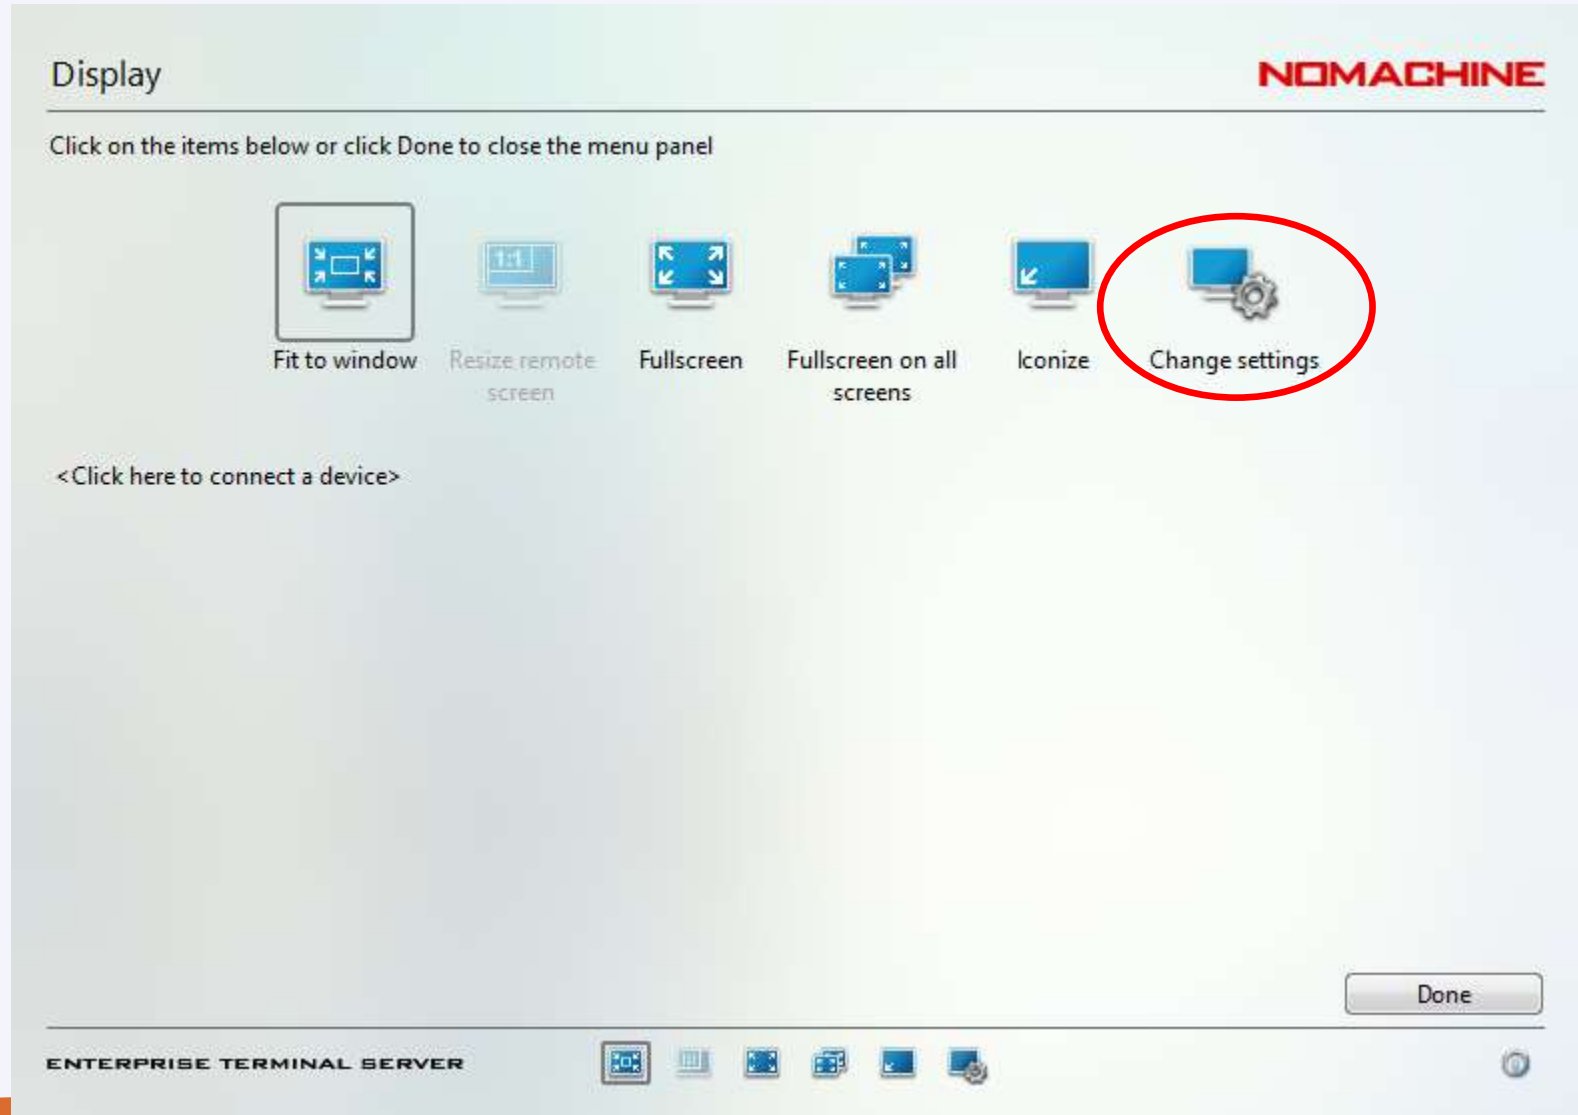 Display
NOMACHINE
Click on the items below or click Done to close the menu panel
1:1
Fit to window
Resize remote
screen
Fullscreen
Fullscreen on all
screens
Iconize
Change settings
<Click here to connect a device>
Done
ENTERPRISE TERMINAL SERVER